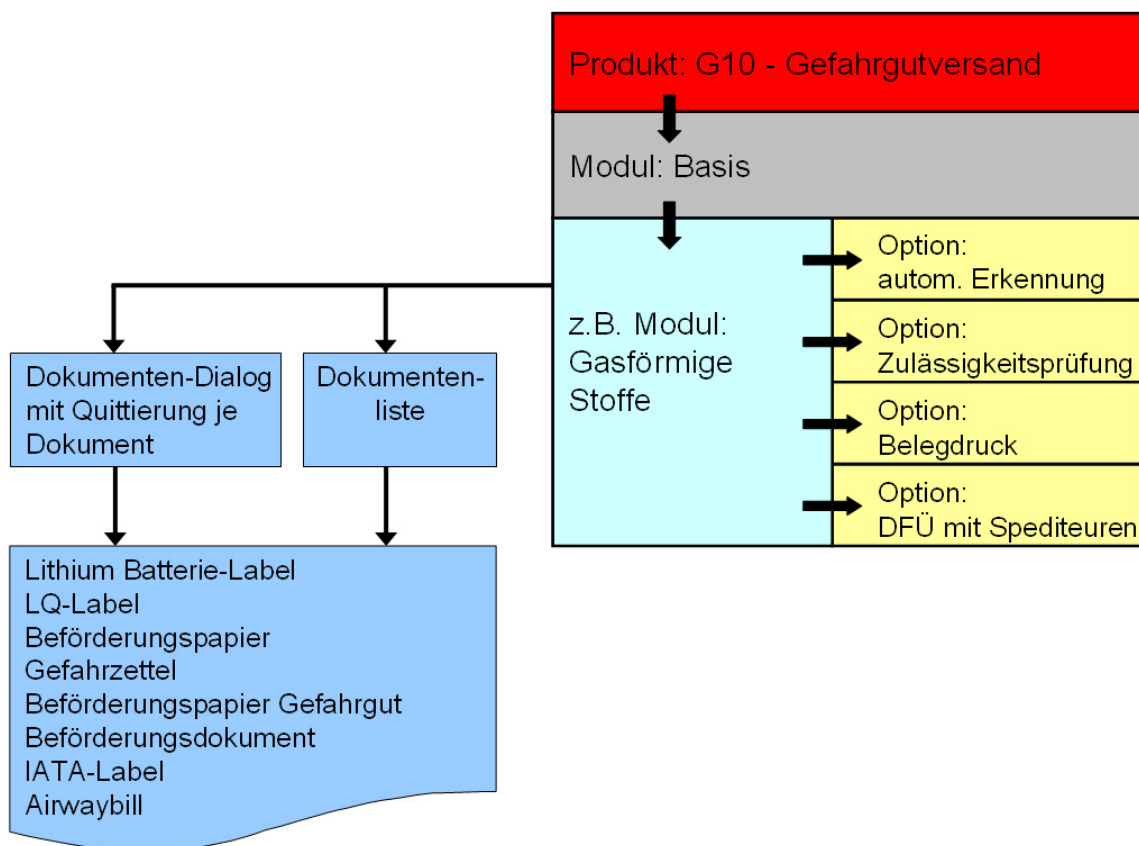 Produkt: G10 - Gefahrgutversand
Modul: Basis
z.B. Modul:
Gasförmige
Stoffe
Option:
autom. Erkennung
Option:
Zulässigkeitsprüfung
Option:
Belegdruck
Option:
DFÜ mit Spediteuren
Dokumenten-Dialog
mit Quittierung je
Dokument
Dokumenten-
liste
Lithium Batterie-Label
LQ-Label
Beförderungspapier
Gefahrzettel
Beförderungspapier Gefahrgut
Beförderungsdokument
IATA-Label
Airwaybill